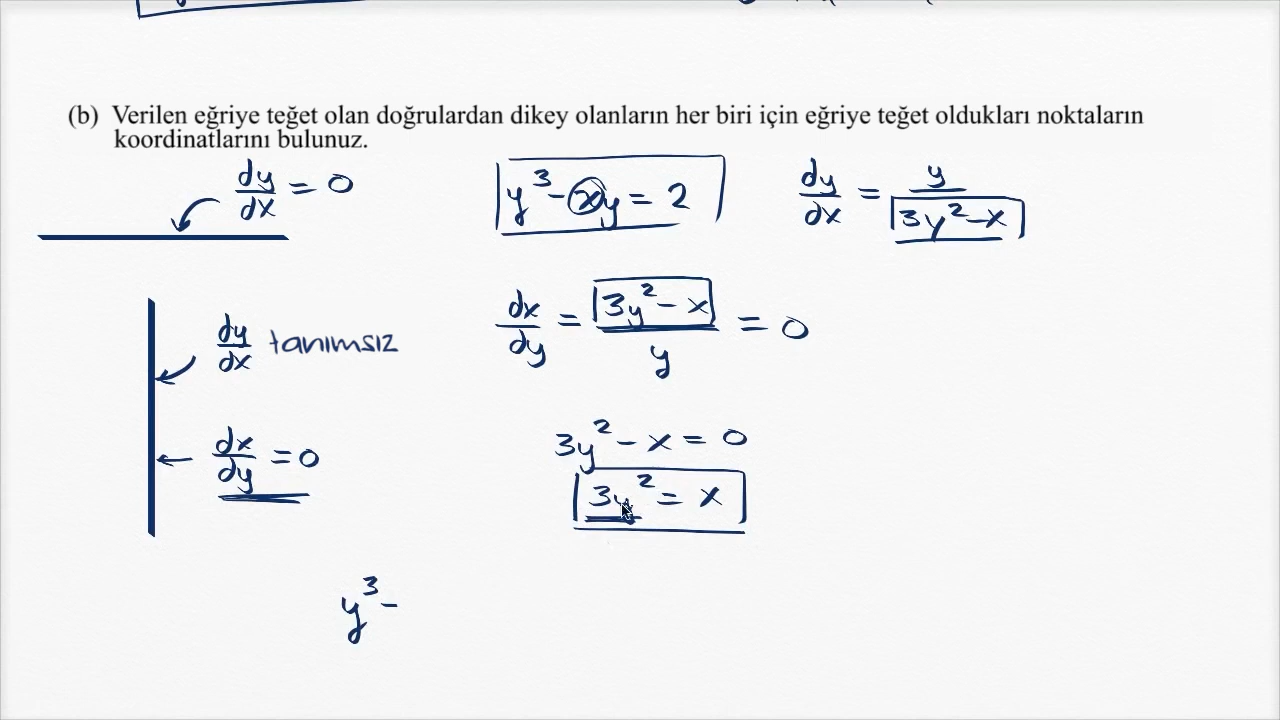 (b) Verilen eğriye teğet olan doğrulardan dikey olanların her biri için eğriye teğet oldukları noktaların
koordinatlarını bulunuz.
dy/dx = 0
y³ - xy = 2
dy/dx = y/(3y² - x)
dx/dy = (3y² - x)/y = 0
dy/dx tanımsız
3y² - x = 0
dx/dy = 0
3y² = x
y³ -